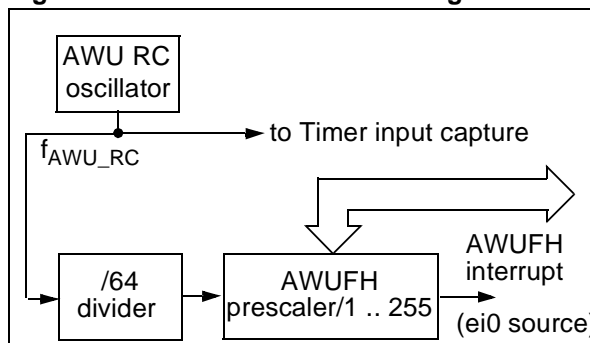 AWU RC
oscillator
to Timer input capture
fAWU_RC
AWUFH
interrupt
/64
divider
AWUFH
prescaler/1 .. 255
(ei0 source)